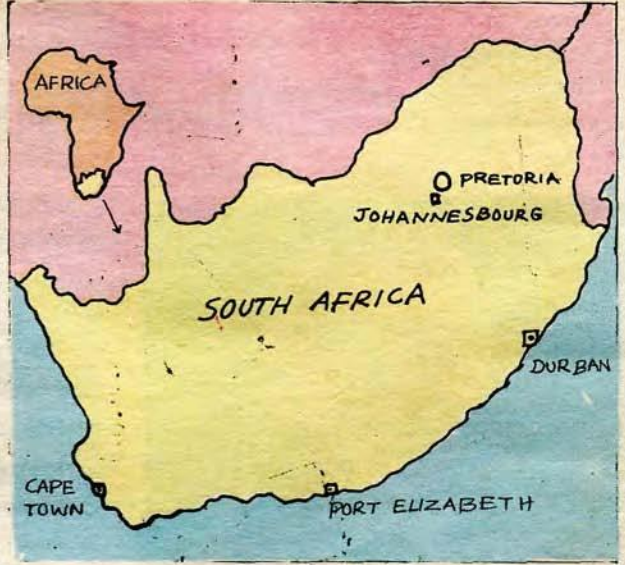 AFRICA
PRETORIA
JOHANNESBOURG
SOUTH AFRICA
DURBAN
CAPE
TOWN
PORT ELIZABETH